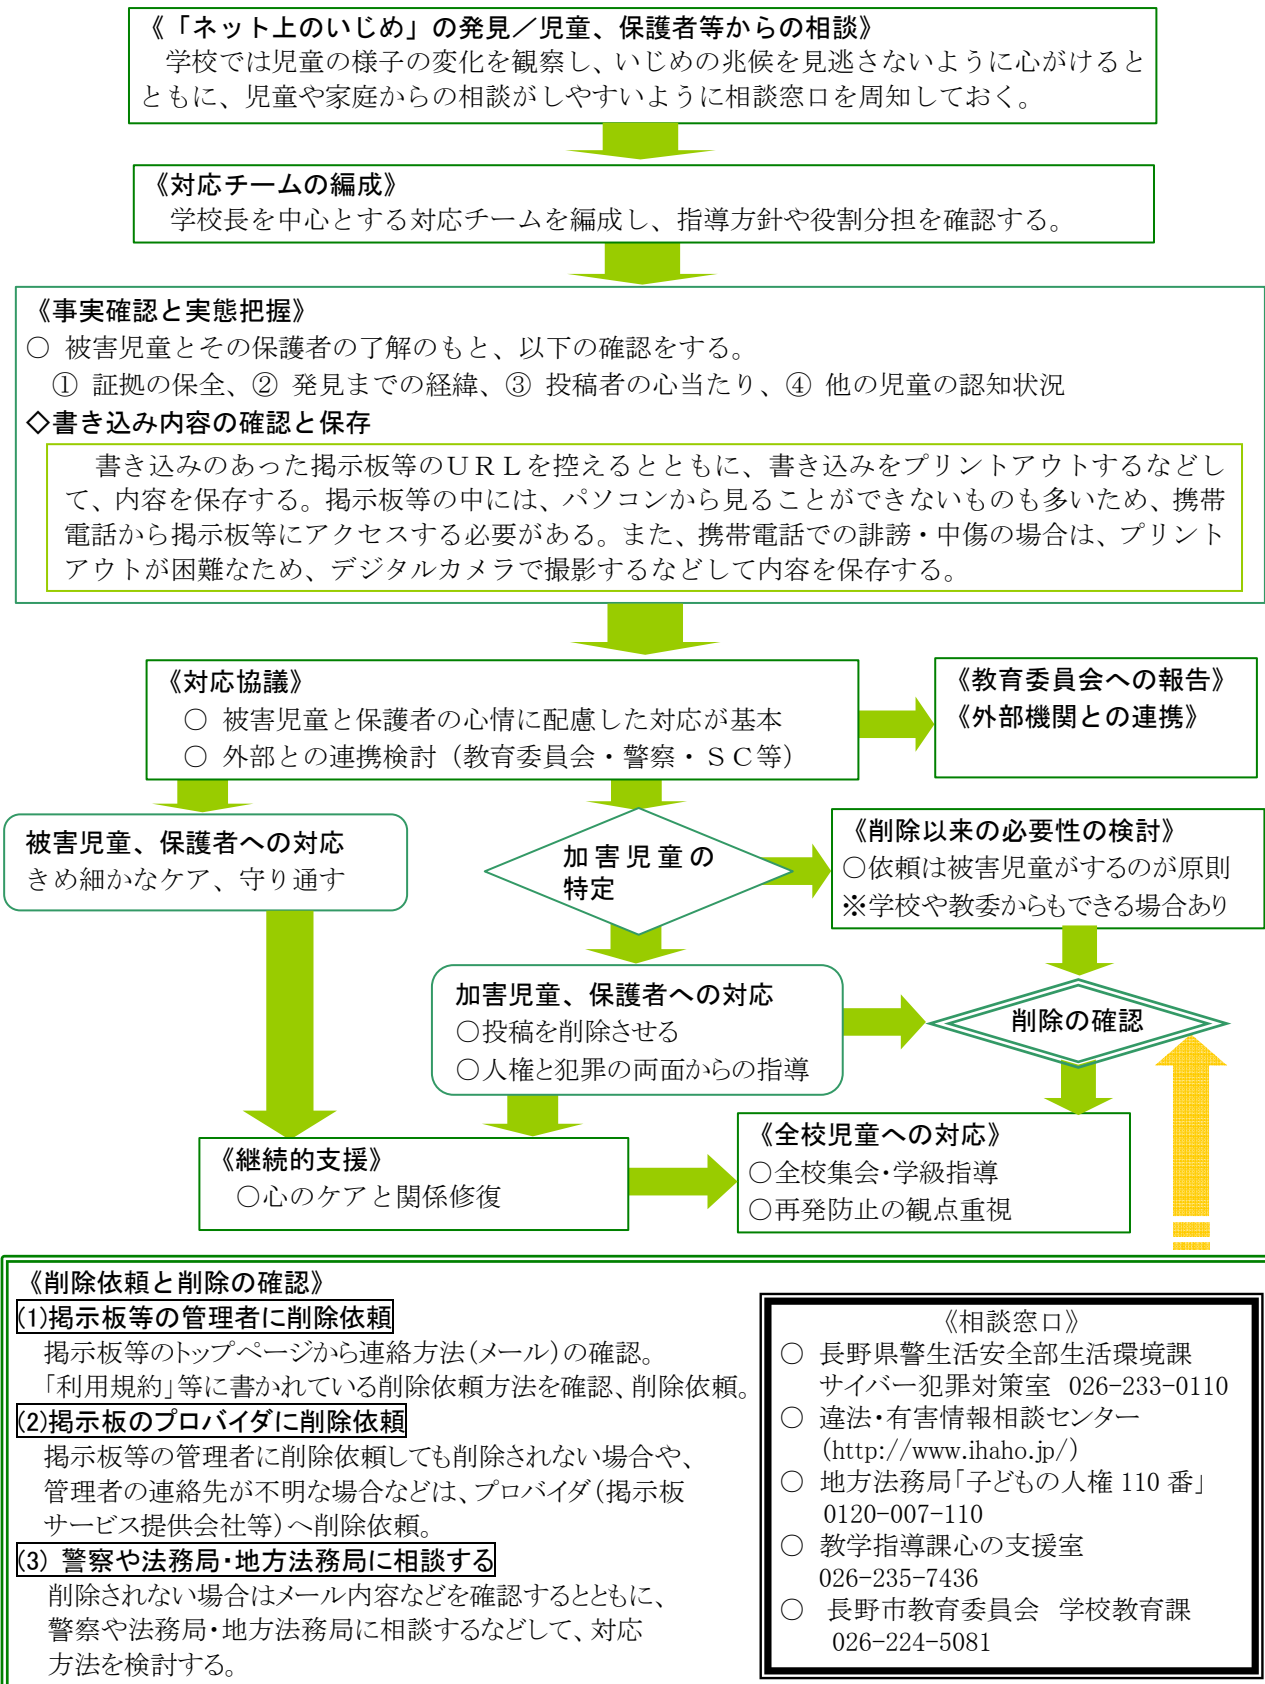 《「ネット上のいじめ」の発見／児童、保護者等からの相談》
学校では児童の様子の変化を観察し、いじめの兆候を見逃さないように心がけると
ともに、児童や家庭からの相談がしやすいように相談窓口を周知しておく。
《対応チームの編成》
学校長を中心とする対応チームを編成し、指導方針や役割分担を確認する。
《事実確認と実態把握》
○ 被害児童とその保護者の了解のもと、以下の確認をする。
① 証拠の保全、② 発見までの経緯、③ 投稿者の心当たり、④ 他の児童の認知状況
◇書き込み内容の確認と保存
書き込みのあった掲示板等のＵＲＬを控えるとともに、書き込みをプリントアウトするなどし
て、内容を保存する。掲示板等の中には、パソコンから見ることができないものも多いため、携帯
電話から掲示板等にアクセスする必要がある。また、携帯電話での誹謗・中傷の場合は、プリント
アウトが困難なため、デジタルカメラで撮影するなどして内容を保存する。
《対応協議》
○ 被害児童と保護者の心情に配慮した対応が基本
○ 外部との連携検討（教育委員会・警察・ＳＣ等）
《教育委員会への報告》
《外部機関との連携》
被害児童、保護者への対応
きめ細かなケア、守り通す
加害児童の
特定
《削除以来の必要性の検討》
○依頼は被害児童がするのが原則
※学校や教委からもできる場合あり
加害児童、保護者への対応
○投稿を削除させる
○人権と犯罪の両面からの指導
削除の確認
《継続的支援》
○心のケアと関係修復
《全校児童への対応》
○全校集会・学級指導
○再発防止の観点重視
《削除依頼と削除の確認》
(1)掲示板等の管理者に削除依頼
掲示板等のトップページから連絡方法（メール）の確認。
「利用規約」等に書かれている削除依頼方法を確認、削除依頼。
(2)掲示板のプロバイダに削除依頼
掲示板等の管理者に削除依頼しても削除されない場合や、
管理者の連絡先が不明な場合などは、プロバイダ（掲示板
サービス提供会社等）へ削除依頼。
(3) 警察や法務局・地方法務局に相談する
削除されない場合はメール内容などを確認するとともに、
警察や法務局・地方法務局に相談するなどして、対応
方法を検討する。
《相談窓口》
○ 長野県警生活安全部生活環境課
サイバー犯罪対策室 026-233-0110
○ 違法・有害情報相談センター
(http://www.ihaho.jp/)
○ 地方法務局「子どもの人権 110 番」
0120-007-110
○ 教学指導課心の支援室
026-235-7436
○ 長野市教育委員会 学校教育課
026-224-5081